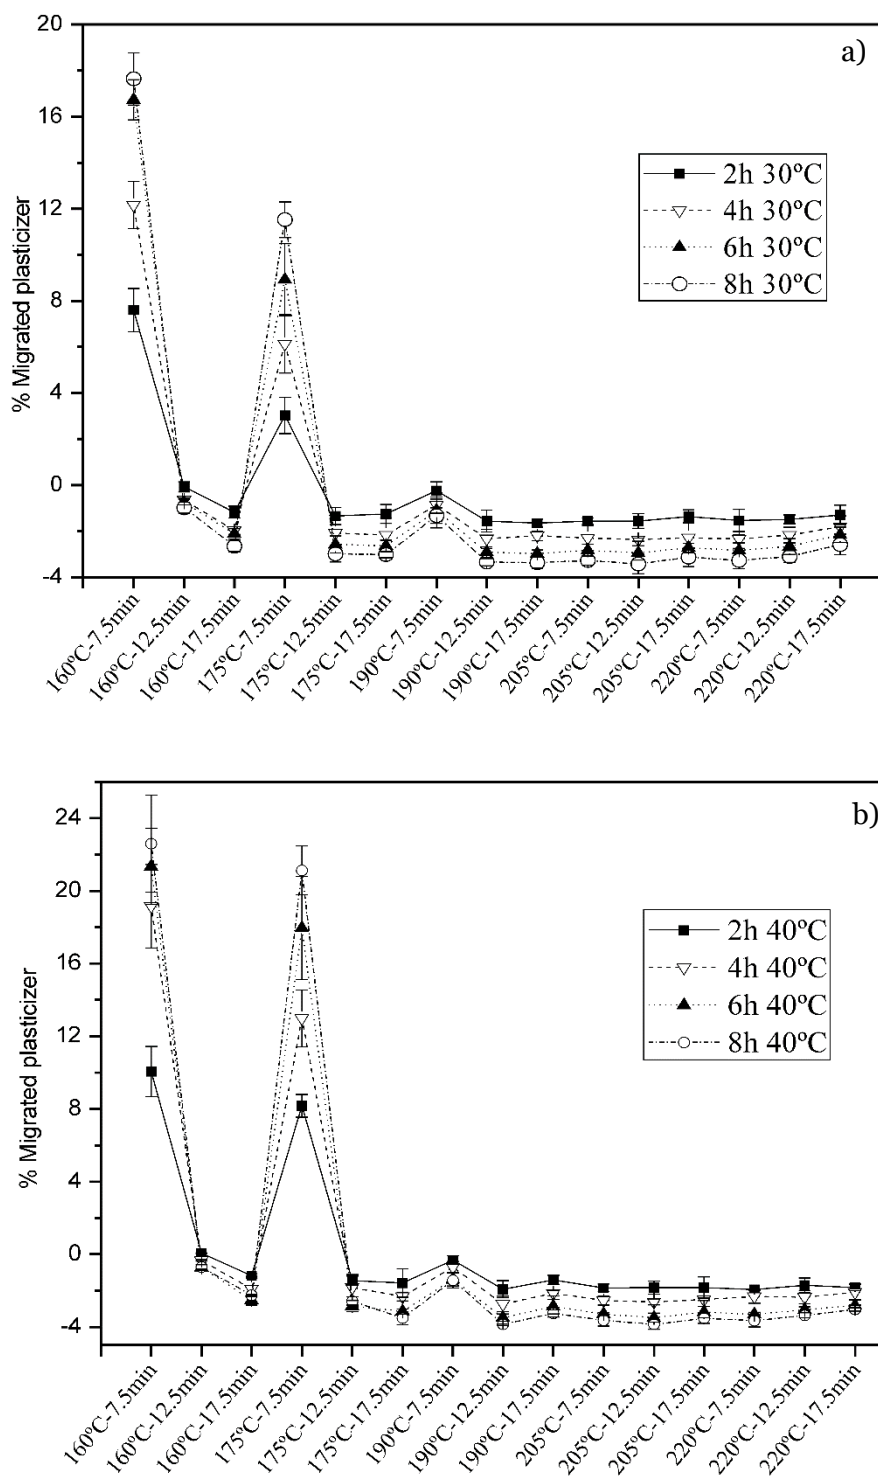 a)
20
16
12
8
4
0
-4
% Migrated plasticizer
2h 30ºC
4h 30ºC
6h 30ºC
8h 30ºC
160ºC-7.5min
160ºC-12.5min
160ºC-17.5min
175ºC-7.5min
175ºC-12.5min
175ºC-17.5min
190ºC-7.5min
190ºC-12.5min
190ºC-17.5min
205ºC-7.5min
205ºC-12.5min
205ºC-17.5min
220ºC-7.5min
220ºC-12.5min
220ºC-17.5min
b)
24
20
16
12
8
4
0
-4
% Migrated plasticizer
2h 40ºC
4h 40ºC
6h 40ºC
8h 40ºC
160ºC-7.5min
160ºC-12.5min
160ºC-17.5min
175ºC-7.5min
175ºC-12.5min
175ºC-17.5min
190ºC-7.5min
190ºC-12.5min
190ºC-17.5min
205ºC-7.5min
205ºC-12.5min
205ºC-17.5min
220ºC-7.5min
220ºC-12.5min
220ºC-17.5min